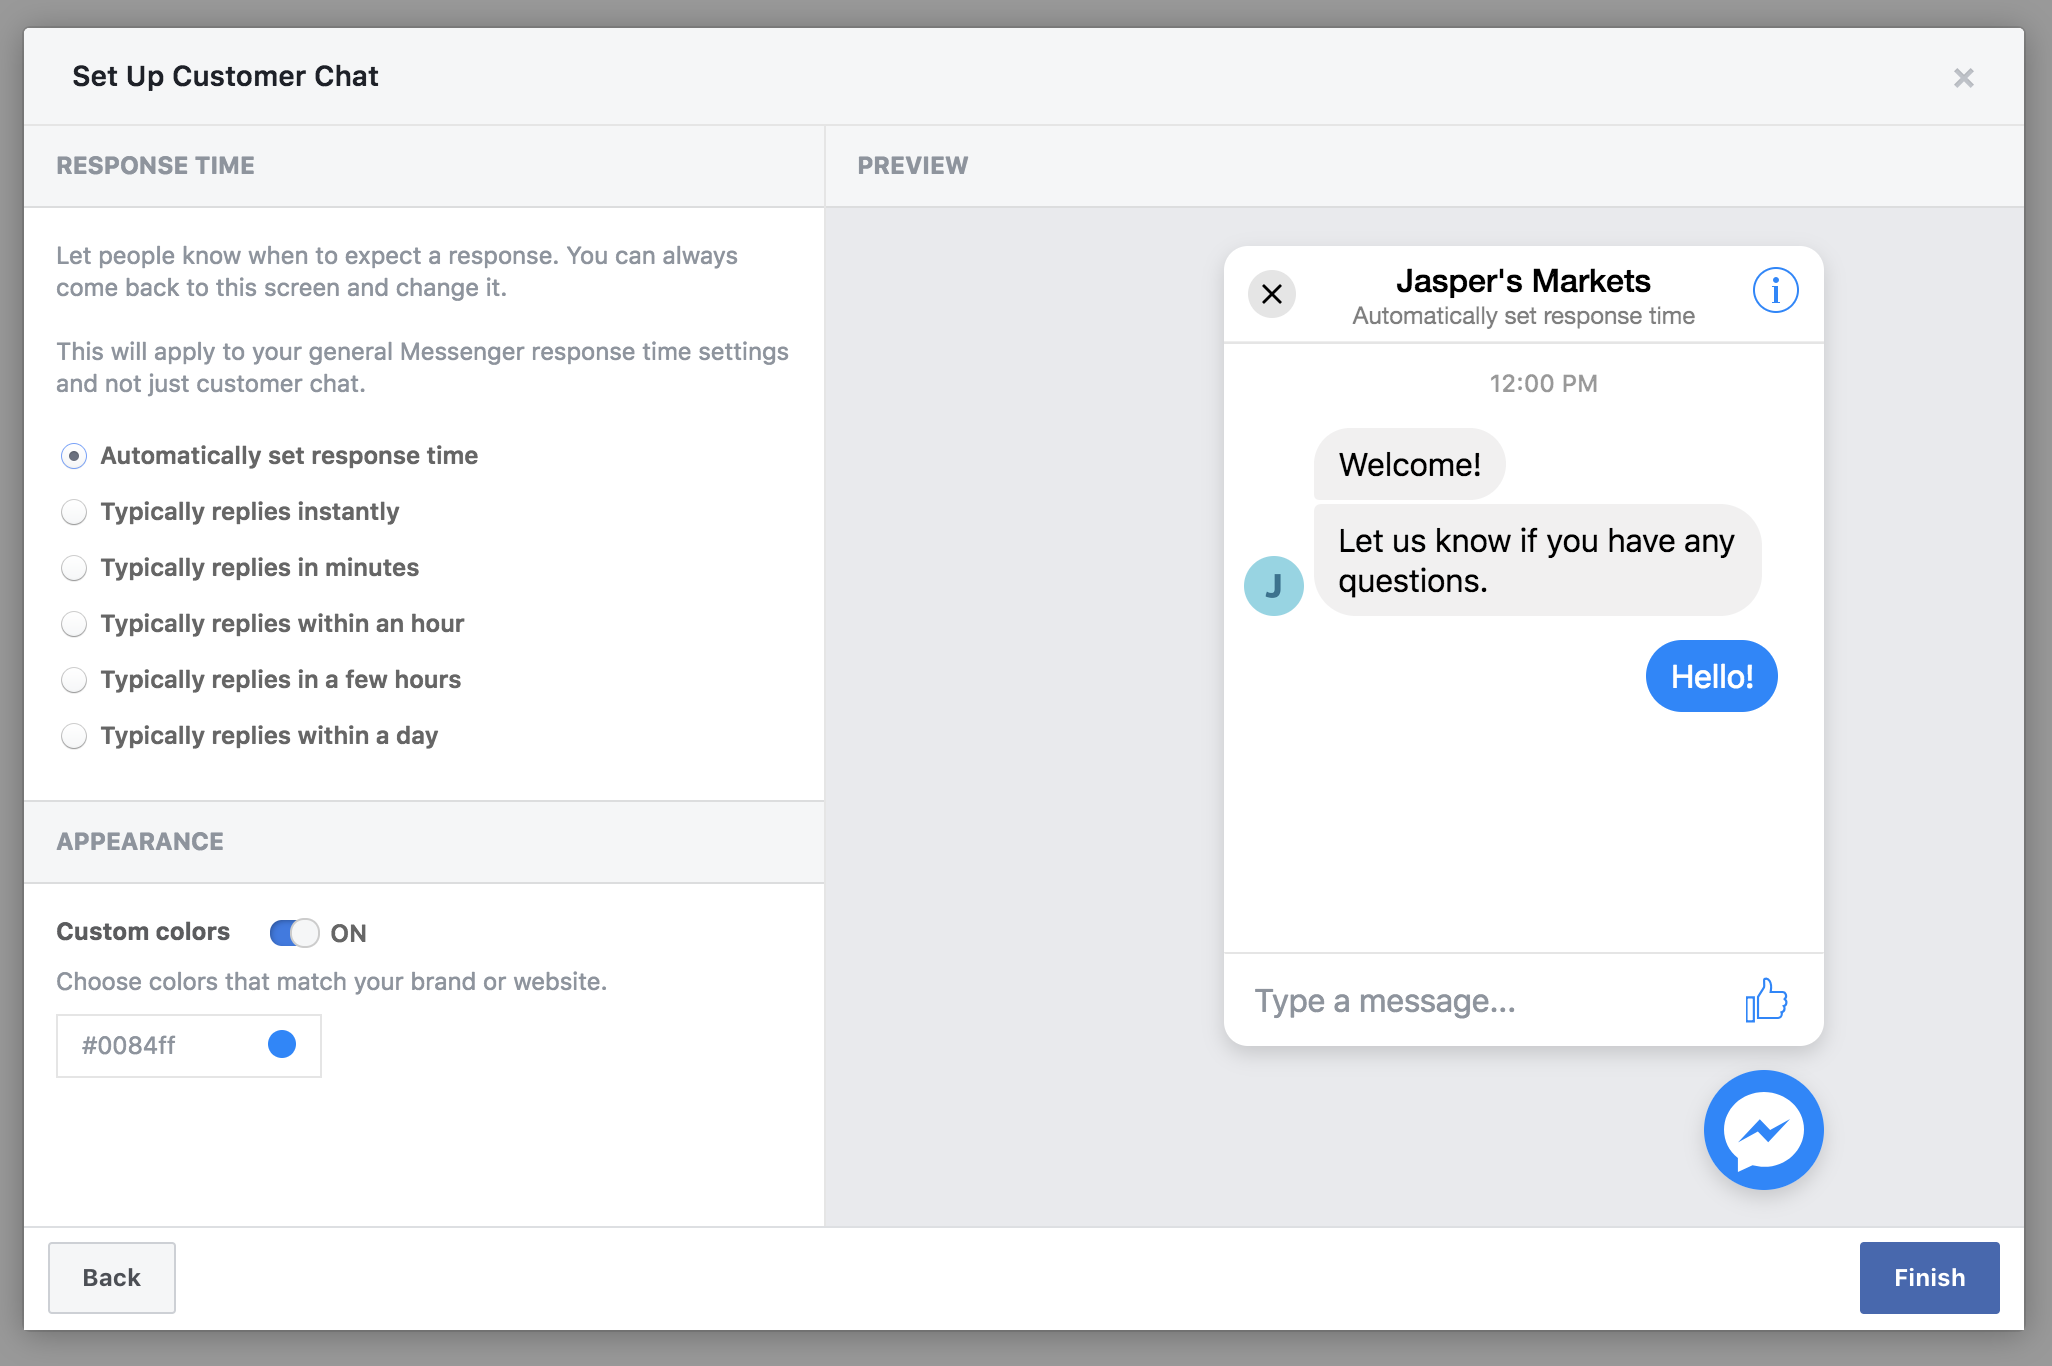 Set Up Customer Chat
RESPONSE TIME
Let people know when to expect a response. You can always
come back to this screen and change it.
This will apply to your general Messenger response time settings
and not just customer chat.
Automatically set response time
Typically replies instantly
Typically replies in minutes
Typically replies within an hour
Typically replies in a few hours
Typically replies within a day
APPEARANCE
Custom colors ON
Choose colors that match your brand or website.
#0084ff
PREVIEW
Jasper's Markets
Automatically set response time
12:00 PM
Welcome!
Let us know if you have any
questions.
J
Hello!
Type a message...
Back
Finish